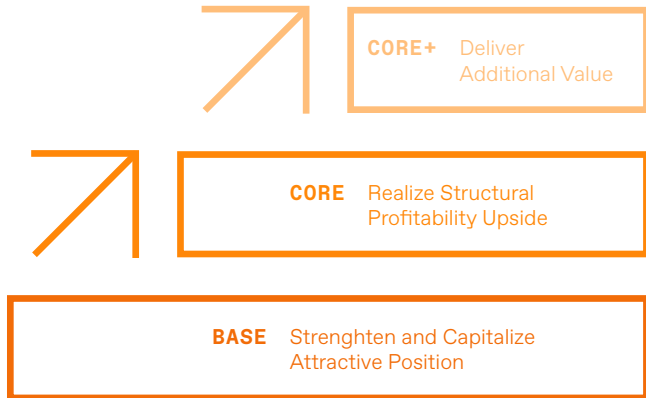 CORE+ Deliver
Additional Value
CORE Realize Structural
Profitability Upside
BASE Strenghten and Capitalize
Attractive Position